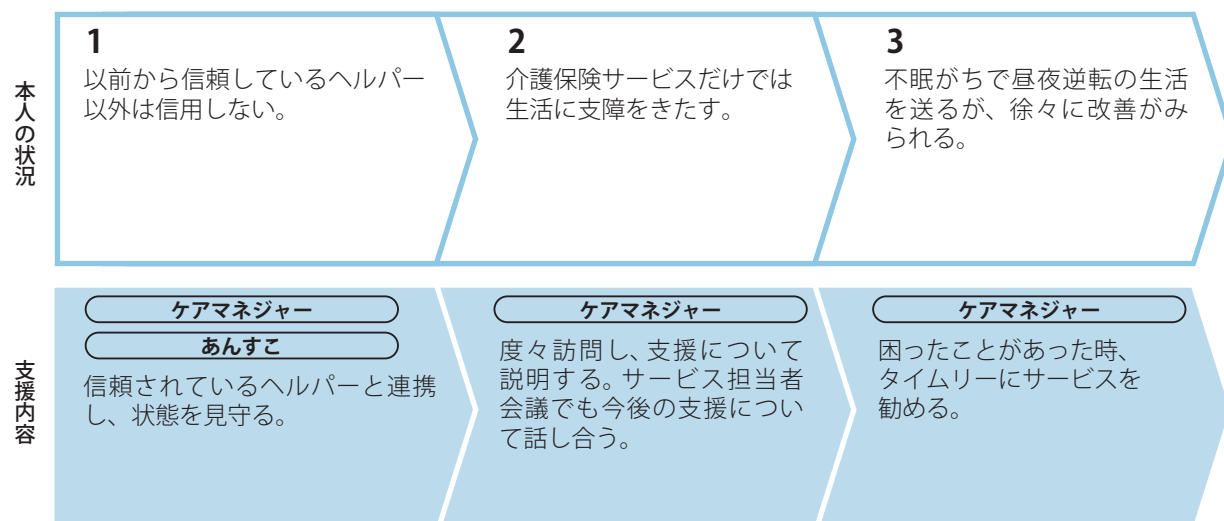 本人の状況
1
以前から信頼しているヘルパー
以外は信用しない。
2
介護保険サービスだけでは
生活に支障をきたす。
3
不眠がちで昼夜逆転の生活
を送るが、徐々に改善がみ
られる。
支援内容
ケアマネジャー
あんすこ
信頼されているヘルパーと連携
し、状態を見守る。
ケアマネジャー
度々訪問し、支援について
説明する。サービス担当者
会議でも今後の支援につい
て話し合う。
ケアマネジャー
困ったことがあった時、
タイムリーにサービスを
勧める。